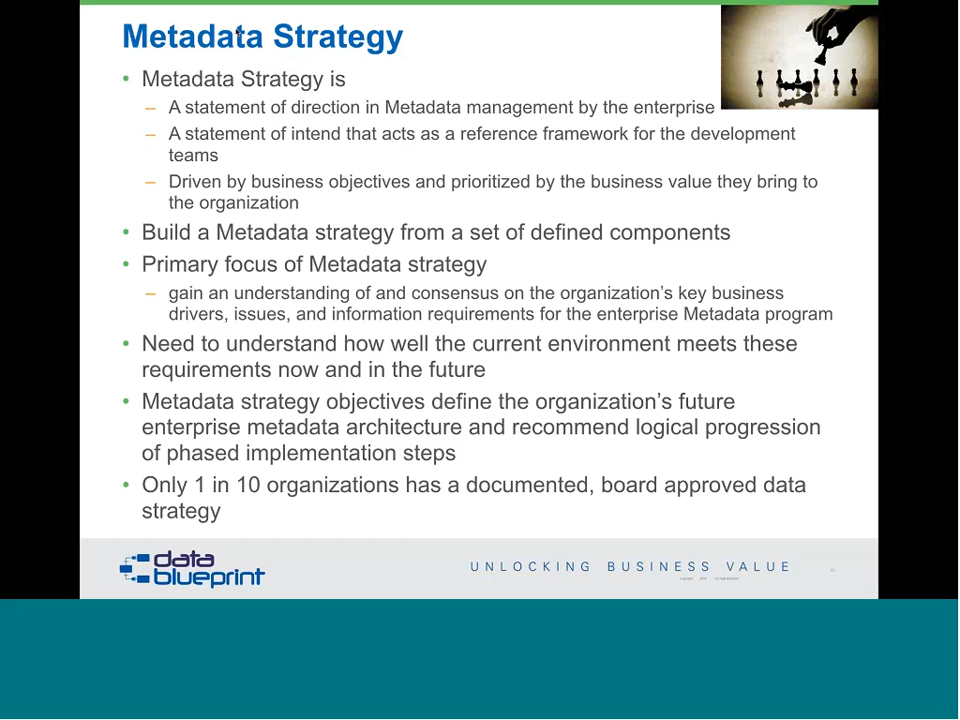 Metadata Strategy
• Metadata Strategy is
– A statement of direction in Metadata management by the enterprise
– A statement of intend that acts as a reference framework for the development
teams
– Driven by business objectives and prioritized by the business value they bring to
the organization
• Build a Metadata strategy from a set of defined components
• Primary focus of Metadata strategy
– gain an understanding of and consensus on the organization's key business
drivers, issues, and information requirements for the enterprise Metadata program
• Need to understand how well the current environment meets these
requirements now and in the future
• Metadata strategy objectives define the organization's future
enterprise metadata architecture and recommend logical progression
of phased implementation steps
• Only 1 in 10 organizations has a documented, board approved data
strategy
data
blueprint
UNLOCKING BUSINESS VALUE